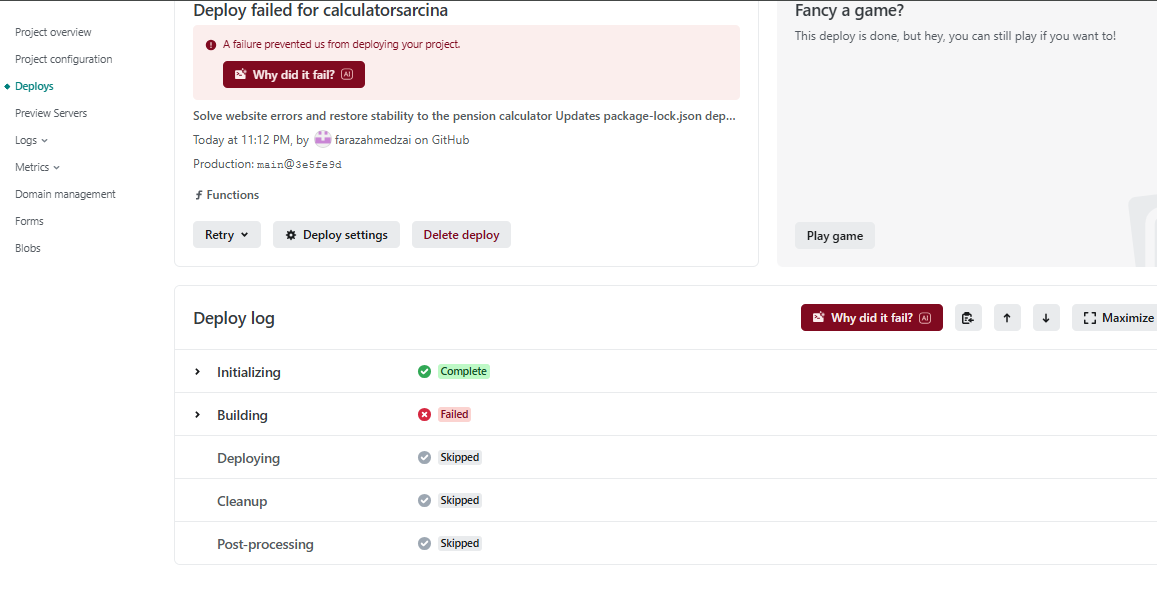 Project overview
Project configuration
Deploys
Preview Servers
Logs
Metrics
Domain management
Forms
Blobs
Deploy failed for calculatorsarcina
A failure prevented us from deploying your project.
Why did it fail? AI
Solve website errors and restore stability to the pension calculator Updates package-lock.json dep...
Today at 11:12 PM, by farazahmedzai on GitHub
Production: main@3e5fe9d
Functions
Retry
Deploy settings
Delete deploy
Fancy a game?
This deploy is done, but hey, you can still play if you want to!
Play game
Deploy log
Why did it fail? AI
Maximize
Initializing Complete
Building Failed
Deploying Skipped
Cleanup Skipped
Post-processing Skipped